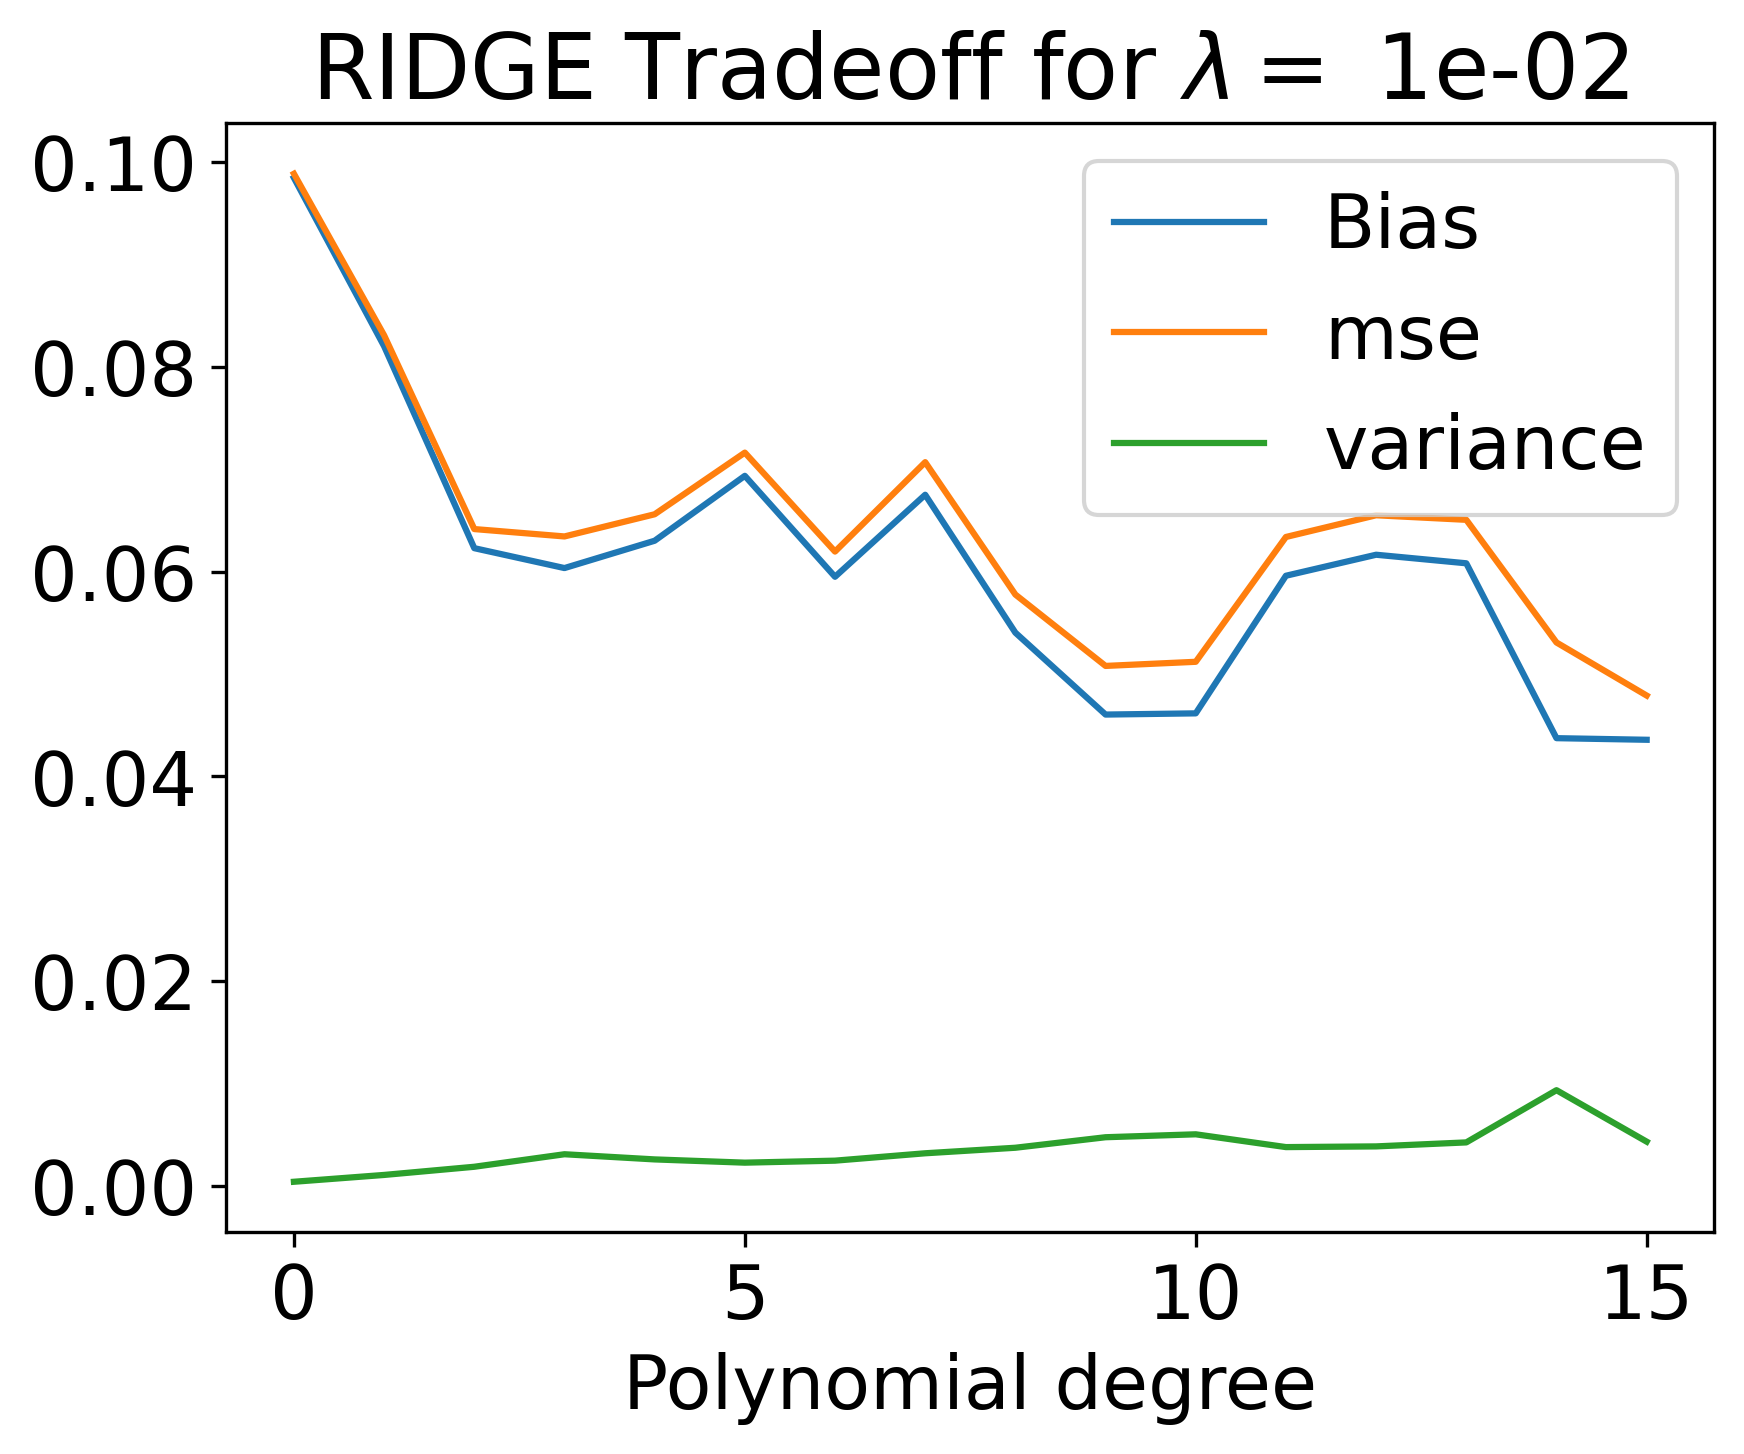 RIDGE Tradeoff for λ = 1e-02
0.10
0.08
0.06
0.04
0.02
0.00
Bias
mse
variance
0 5 10 15
Polynomial degree